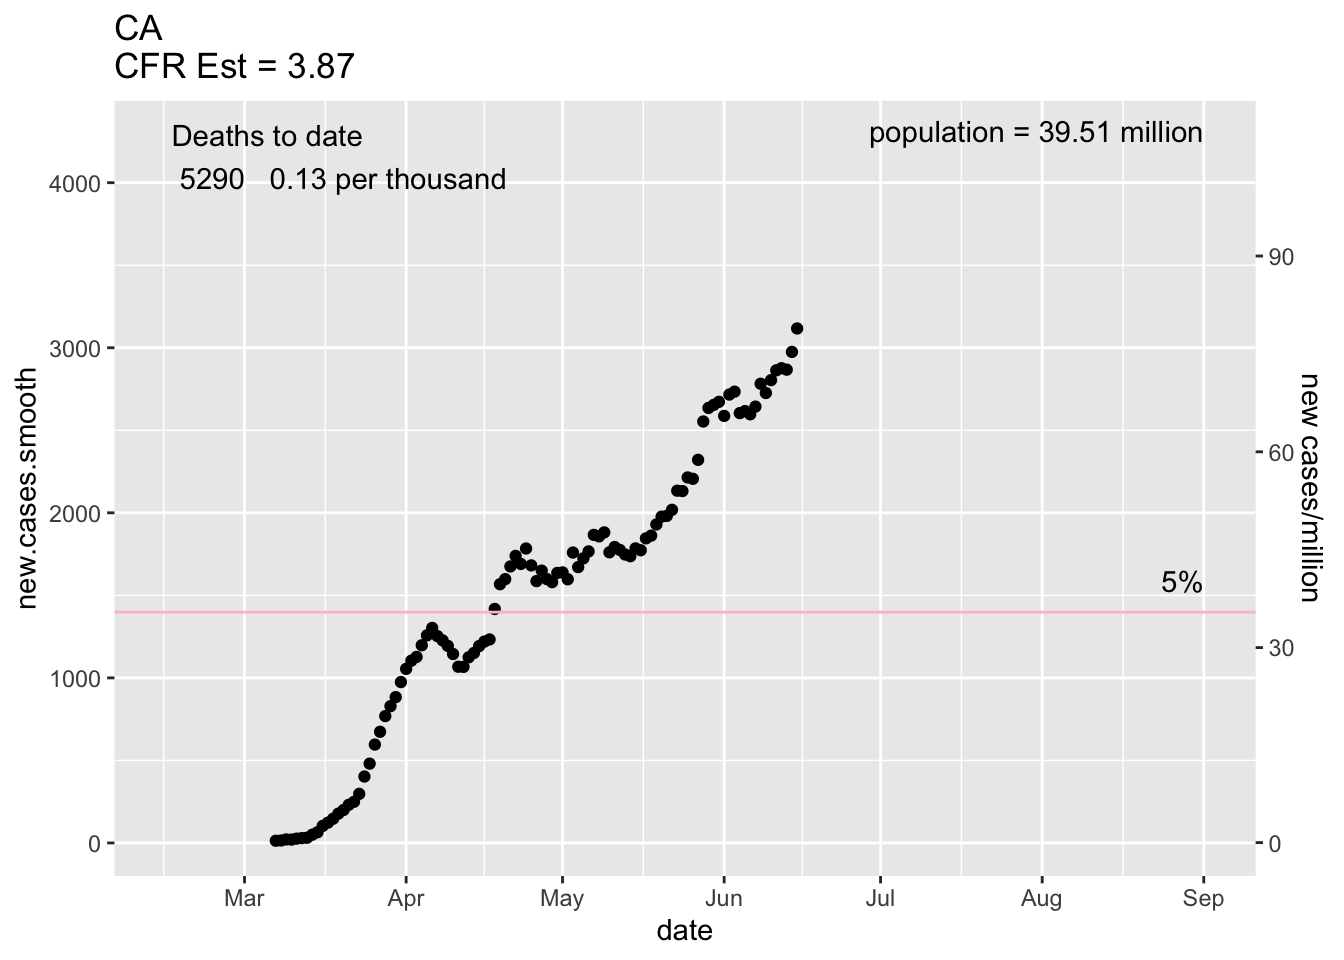 CA
CFR Est = 3.87
Deaths to date
5290 0.13 per thousand
population = 39.51 million
4000
3000
2000
1000
0
new.cases.smooth
90
60
30
0
new cases/million
5%
Mar Apr May Jun Jul Aug Sep
date